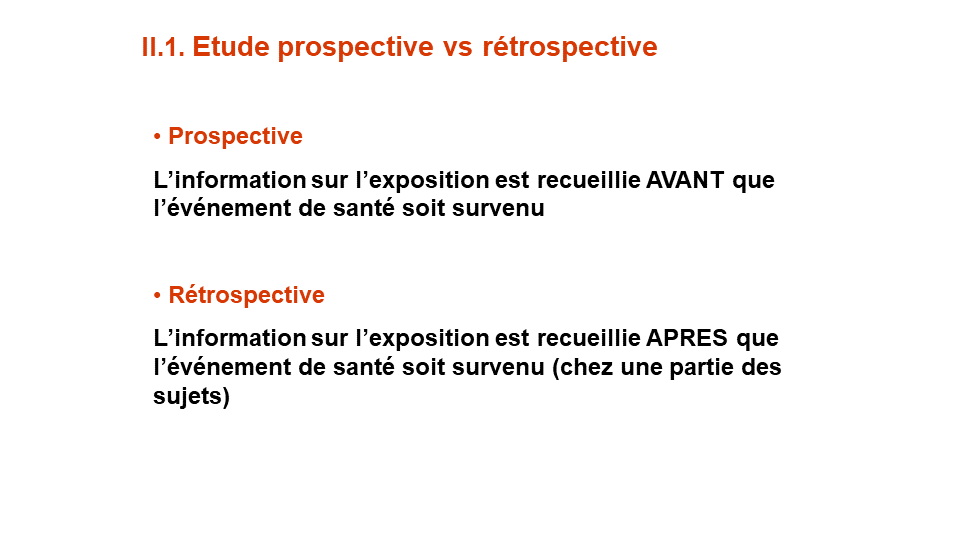 II.1. Etude prospective vs rétrospective
• Prospective
L’information sur l’exposition est recueillie AVANT que
l’événement de santé soit survenu
• Rétrospective
L’information sur l’exposition est recueillie APRES que
l’événement de santé soit survenu (chez une partie des
sujets)